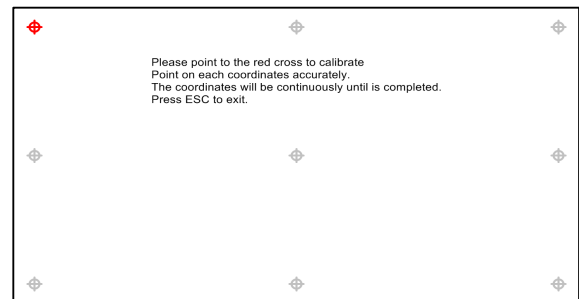 Please point to the red cross to calibrate
Point on each coordinates accurately.
The coordinates will be continuously until is completed.
Press ESC to exit.